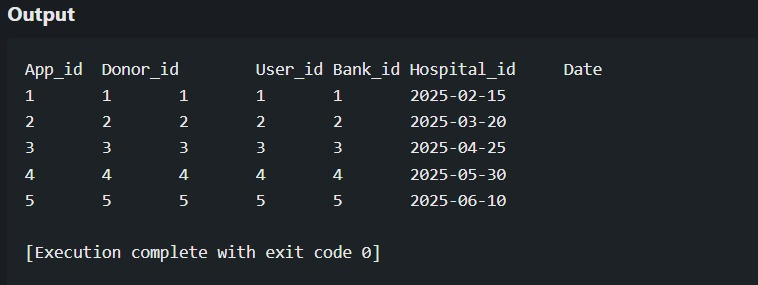 Output
App_id  Donor_id        User_id Bank_id Hospital_id     Date
1       1       1       1       1       2025-02-15
2       2       2       2       2       2025-03-20
3       3       3       3       3       2025-04-25
4       4       4       4       4       2025-05-30
5       5       5       5       5       2025-06-10
[Execution complete with exit code 0]